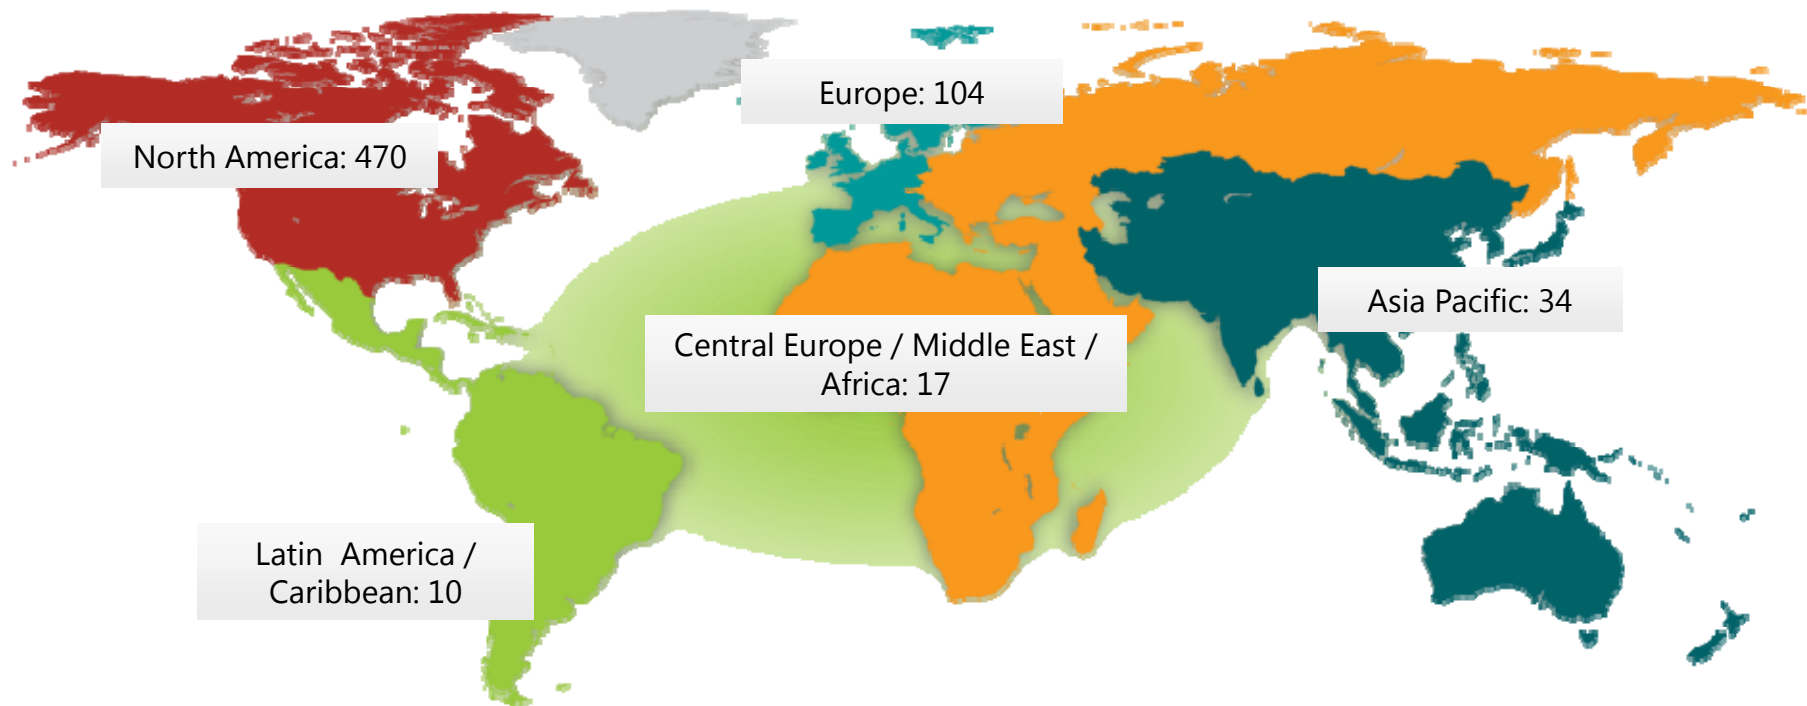 Europe: 104
North America: 470
Asia Pacific: 34
Central Europe / Middle East /
Africa: 17
Latin  America /
Caribbean: 10